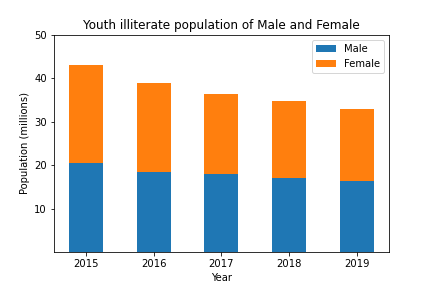 Youth illiterate population of Male and Female
Male
Female
Population (millions)
50
40
30
20
10
2015 2016 2017 2018 2019
Year